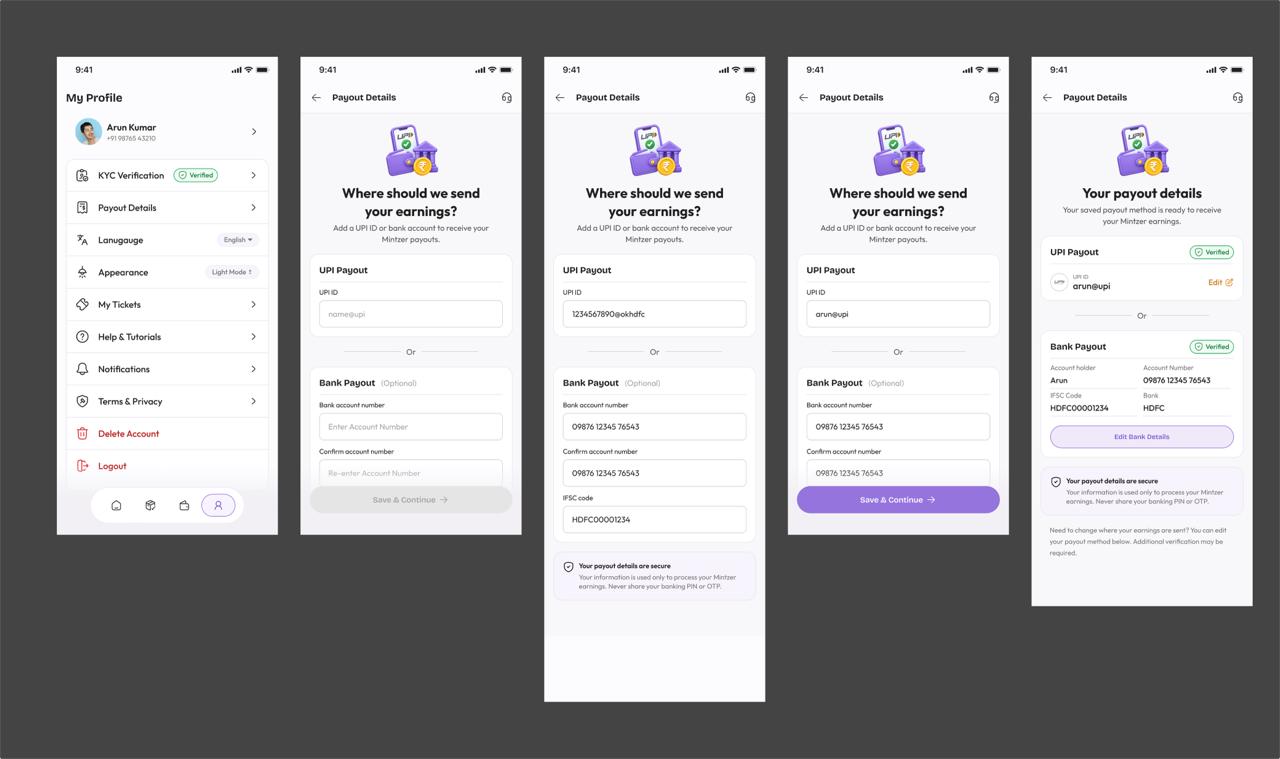 9:41
My Profile
Arun Kumar
+91 98765 43210
KYC Verification
Verified
Payout Details
Lanugauge
English
Appearance
Light Mode
My Tickets
Help & Tutorials
Notifications
Terms & Privacy
Delete Account
Logout
9:41
Payout Details
UPI
Where should we send
your earnings?
Add a UPI ID or bank account to receive your
Mintzer payouts.
UPI Payout
UPI ID
name@upi
Or
Bank Payout (Optional)
Bank account number
Enter Account Number
Confirm account number
Re-enter Account Number
Save & Continue
9:41
Payout Details
UPI
Where should we send
your earnings?
Add a UPI ID or bank account to receive your
Mintzer payouts.
UPI Payout
UPI ID
1234567890@okhdfc
Or
Bank Payout (Optional)
Bank account number
09876 12345 76543
Confirm account number
09876 12345 76543
IFSC code
HDFC00001234
Your payout details are secure
Your information is used only to process your Mintzer
earnings. Never share your banking PIN or OTP.
9:41
Payout Details
UPI
Where should we send
your earnings?
Add a UPI ID or bank account to receive your
Mintzer payouts.
UPI Payout
UPI ID
arun@upi
Or
Bank Payout (Optional)
Bank account number
09876 12345 76543
Confirm account number
09876 12345 76543
Save & Continue
9:41
Payout Details
UPI
Your payout details
Your saved payout method is ready to receive
your Mintzer earnings.
UPI Payout
Verified
UPI
UPI ID
arun@upi
Edit
Or
Bank Payout
Verified
Account holder
Account Number
Arun
09876 12345 76543
IFSC Code
Bank
HDFC00001234
HDFC
Edit Bank Details
Your payout details are secure
Your information is used only to process your Mintzer
earnings. Never share your banking PIN or OTP.
Need to change where your earnings are sent? You can edit
your payout method below. Additional verification may be
required.